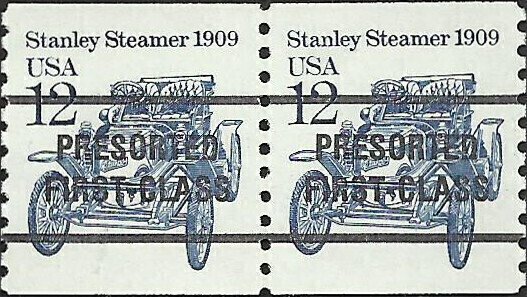 Stanley Steamer 1909
USA
12
PRESORTED
FIRST-CLASS
Stanley Steamer 1909
USA
12
PRESORTED
FIRST-CLASS